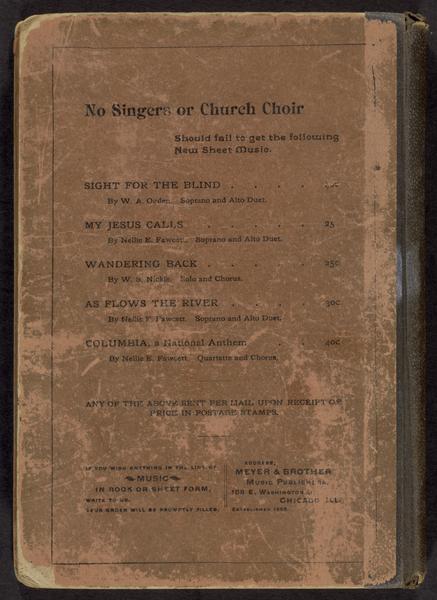 No Singers or Church Choir
Should fail to get the following
New Sheet Music.
SIGHT FOR THE BLIND . . . . .
By W. A. Ogden. Soprano and Alto Duet.
MY JESUS CALLS . . . . . . 25
By Nellie E. Fawcett. Soprano and Alto Duet.
WANDERING BACK . . . . . 25c
By W. S. Nickle. Solo and Chorus.
AS FLOWS THE RIVER . . . . 30c
By Nellie E. Fawcett. Soprano and Alto Duet.
COLUMBIA, a National Anthem . . 40c
By Nellie E. Fawcett. Quartette and Chorus.
ANY OF THE ABOVE SENT PER MAIL UPON RECEIPT OF
PRICE IN POSTAGE STAMPS.
IF YOU WISH ANYTHING IN THE LINE OF
MUSIC
IN BOOK OR SHEET FORM,
WRITE TO US.
YOUR ORDER WILL BE PROMPTLY FILLED.
ADDRESS,
MEYER & BROTHER
MUSIC PUBLISHERS,
108 E. WASHINGTON
CHICAGO ILL.
ESTABLISHED